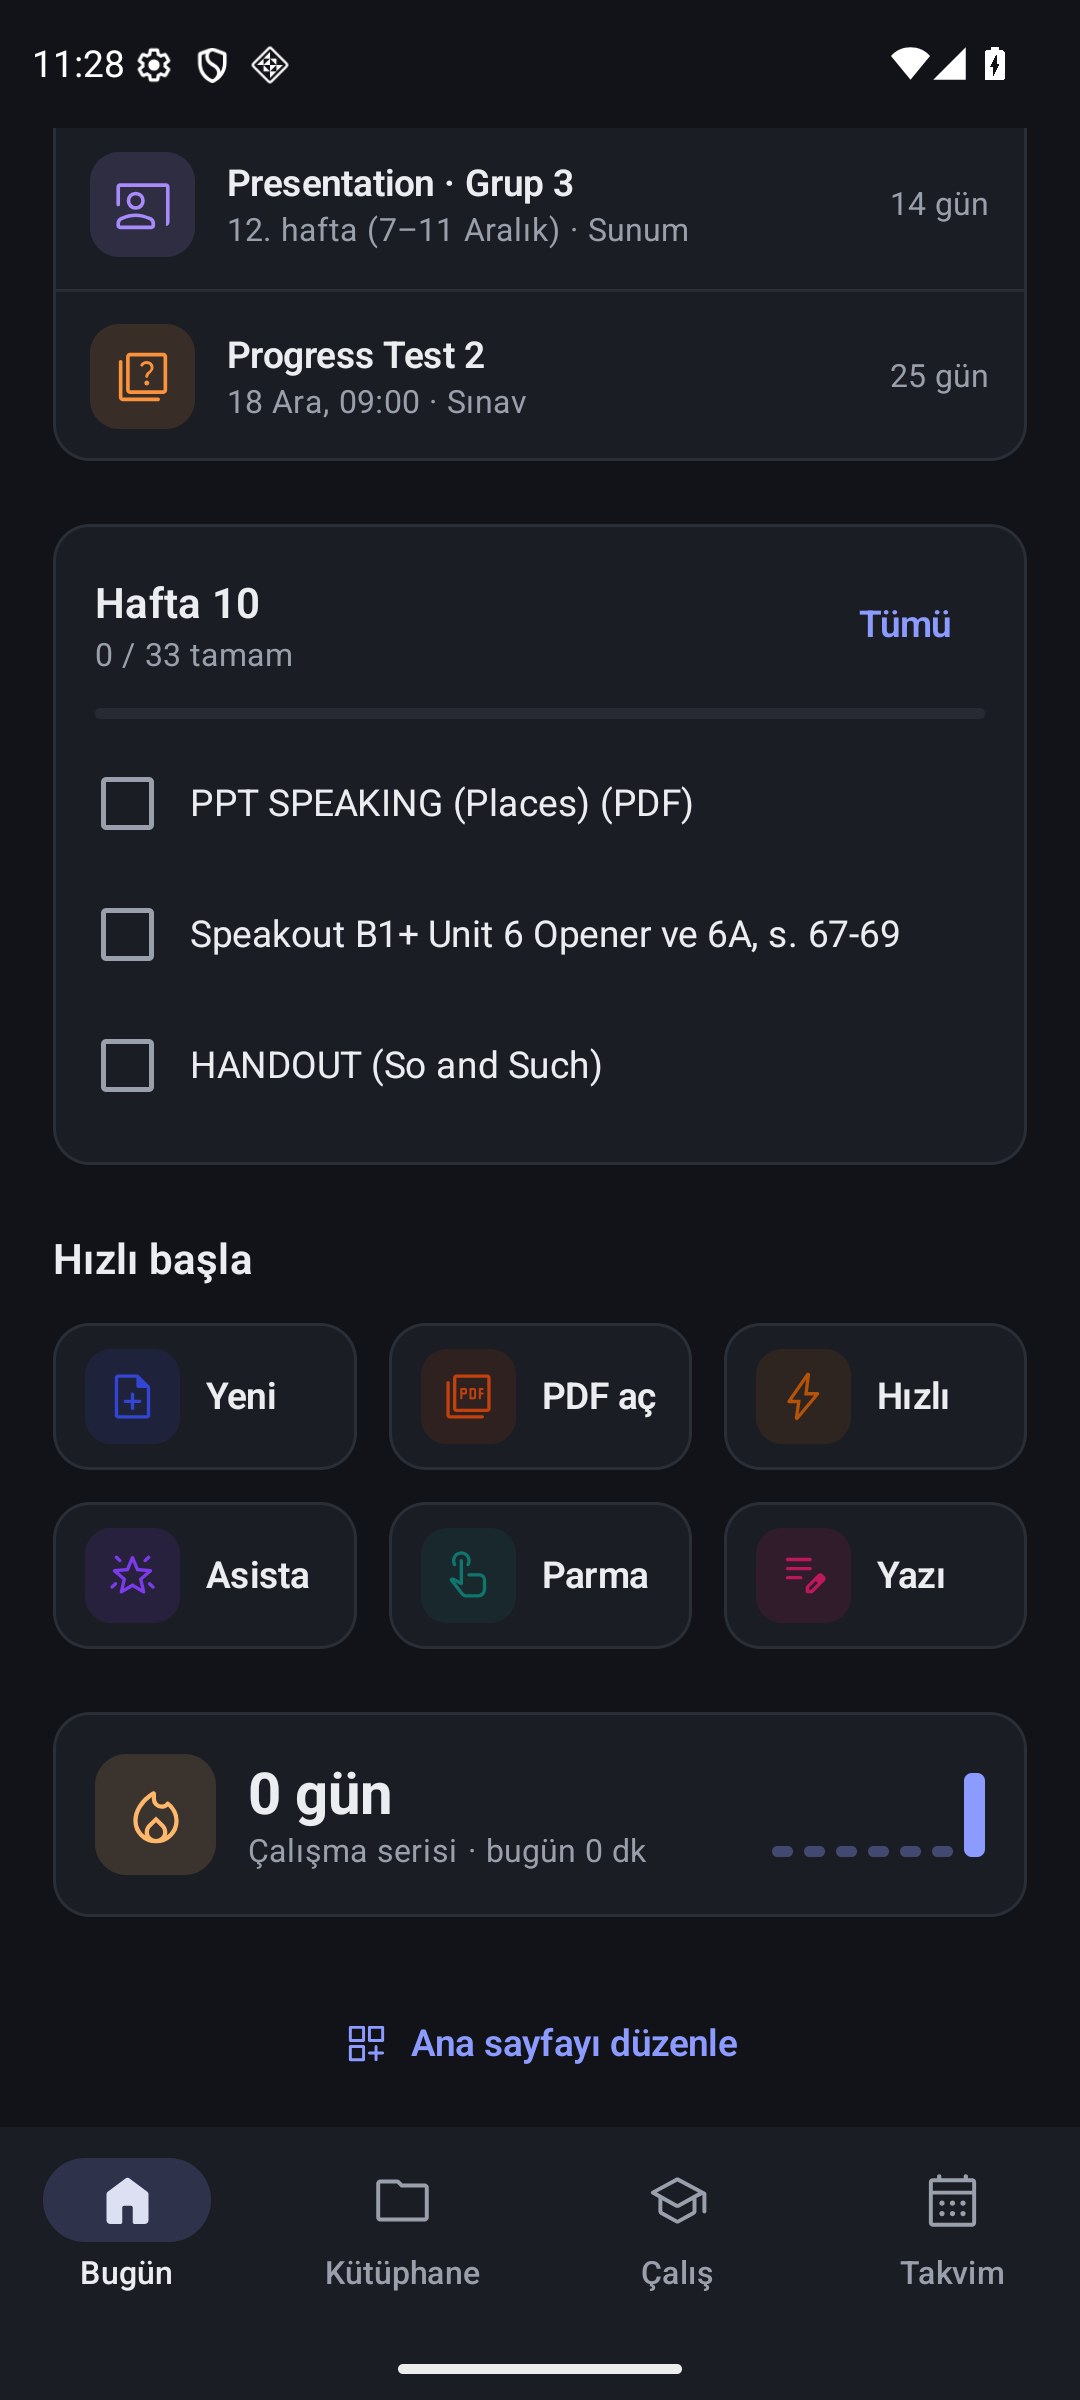 11:28
Presentation · Grup 3
12. hafta (7–11 Aralık) · Sunum
14 gün
Progress Test 2
18 Ara, 09:00 · Sınav
25 gün
Hafta 10
0 / 33 tamam
Tümü
PPT SPEAKING (Places) (PDF)
Speakout B1+ Unit 6 Opener ve 6A, s. 67-69
HANDOUT (So and Such)
Hızlı başla
Yeni
PDF
PDF aç
Hızlı
Asista
Parma
Yazı
0 gün
Çalışma serisi · bugün 0 dk
Ana sayfayı düzenle
Bugün
Kütüphane
Çalış
Takvim